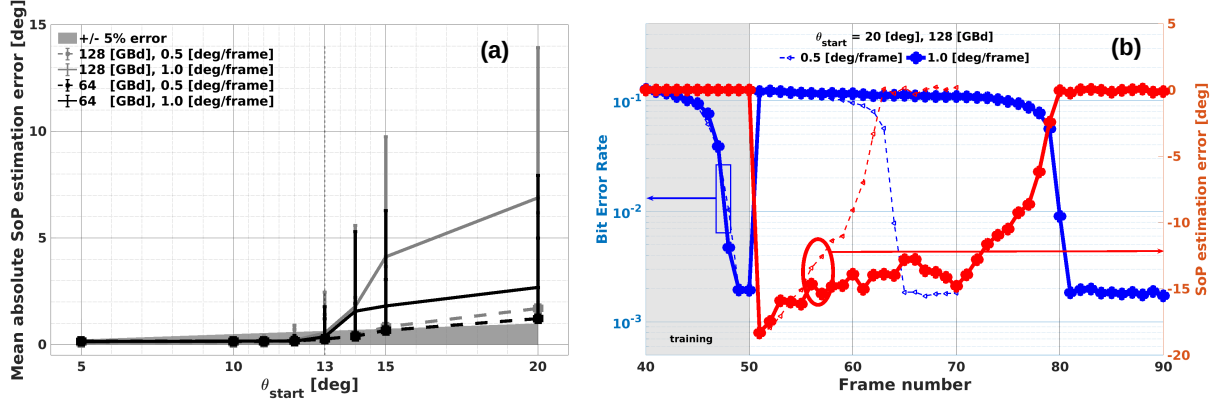 Mean absolute SoP estimation error [deg]
15
10
5
0
+/- 5% error
128 [GBd], 0.5 [deg/frame]
128 [GBd], 1.0 [deg/frame]
64 [GBd], 0.5 [deg/frame]
64 [GBd], 1.0 [deg/frame]
(a)
5
10
11
12
13
14
15
20
θstart [deg]
Bit Error Rate
10-1
10-2
10-3
θstart = 20 [deg], 128 [GBd]
0.5 [deg/frame]
1.0 [deg/frame]
(b)
training
40
50
60
70
80
90
Frame number
5
0
-5
-10
-15
-20
SoP estimation error [deg]